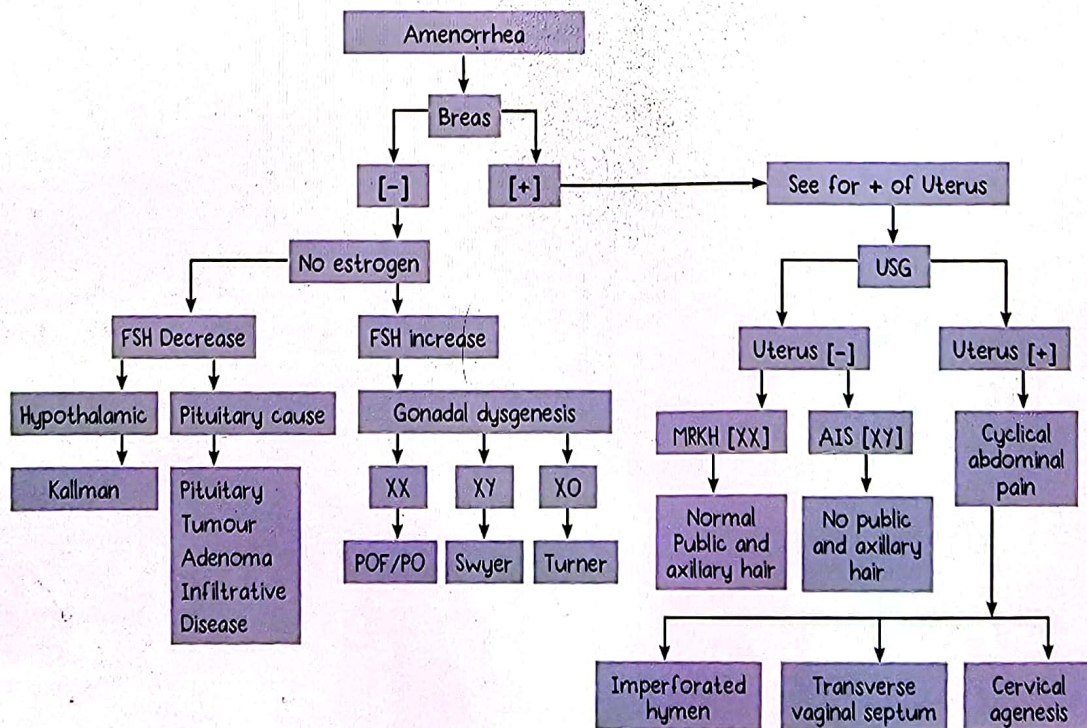 Amenorrhea
Breas
[-]
[+]
See for + of Uterus
No estrogen
USG
FSH Decrease
FSH increase
Uterus [-]
Uterus [+]
Hypothalamic
Pituitary cause
Gonadal dysgenesis
MRKH [XX]
AIS [XY]
Cyclical
abdominal
pain
Kallman
Pituitary
Tumour
Adenoma
Infiltrative
Disease
XX
XY
XO
POF/PO
Swyer
Turner
Normal
Public and
axiliary hair
No public
and axillary
hair
Imperforated
hymen
Transverse
vaginal septum
Cervical
agenesis